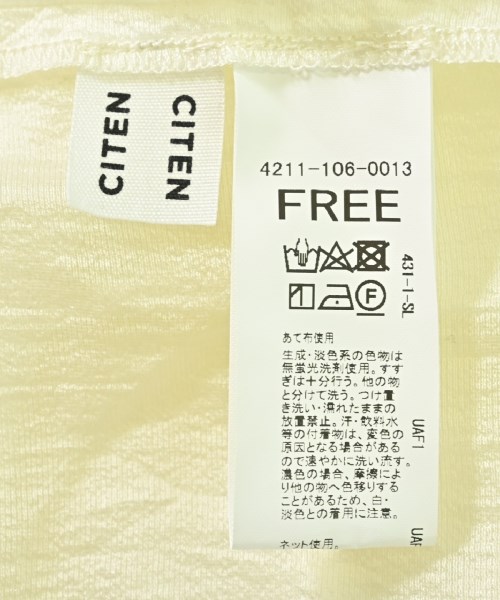 CITEN
CITEN
4211-106-0013
FREE
F
431-1-SL
あて布使用
生成・淡色系の色物は
無蛍光洗剤使用。すす
ぎは十分行う。他の物
と分けて洗う。つけ置
き洗い・濡れたままの
放置禁止。汗・飲料水
等の付着物は、変色の
原因となる場合がある
ので速やかに洗い流す。
濃色の場合、摩擦によ
り他の物へ色移りする
ことがあるため、白・
淡色との着用に注意。
ネット使用。
UAF1